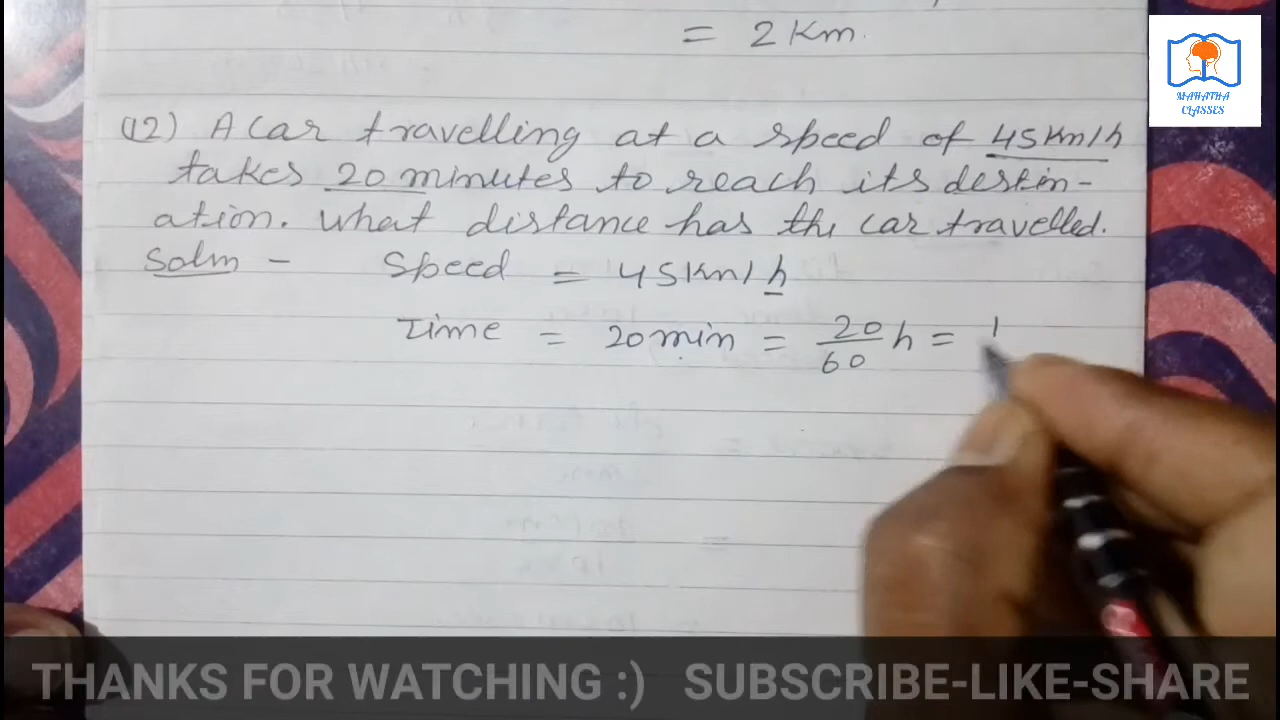 = 2 Km.
MAHATHA
CLASSES
(12) A car travelling at a speed of 45 Km/h
takes 20 minutes to reach its destin-
ation. What distance has the car travelled.
Soln - Speed = 45 Km/h
Time = 20 min = 20/60 h = 1
THANKS FOR WATCHING :) SUBSCRIBE-LIKE-SHARE